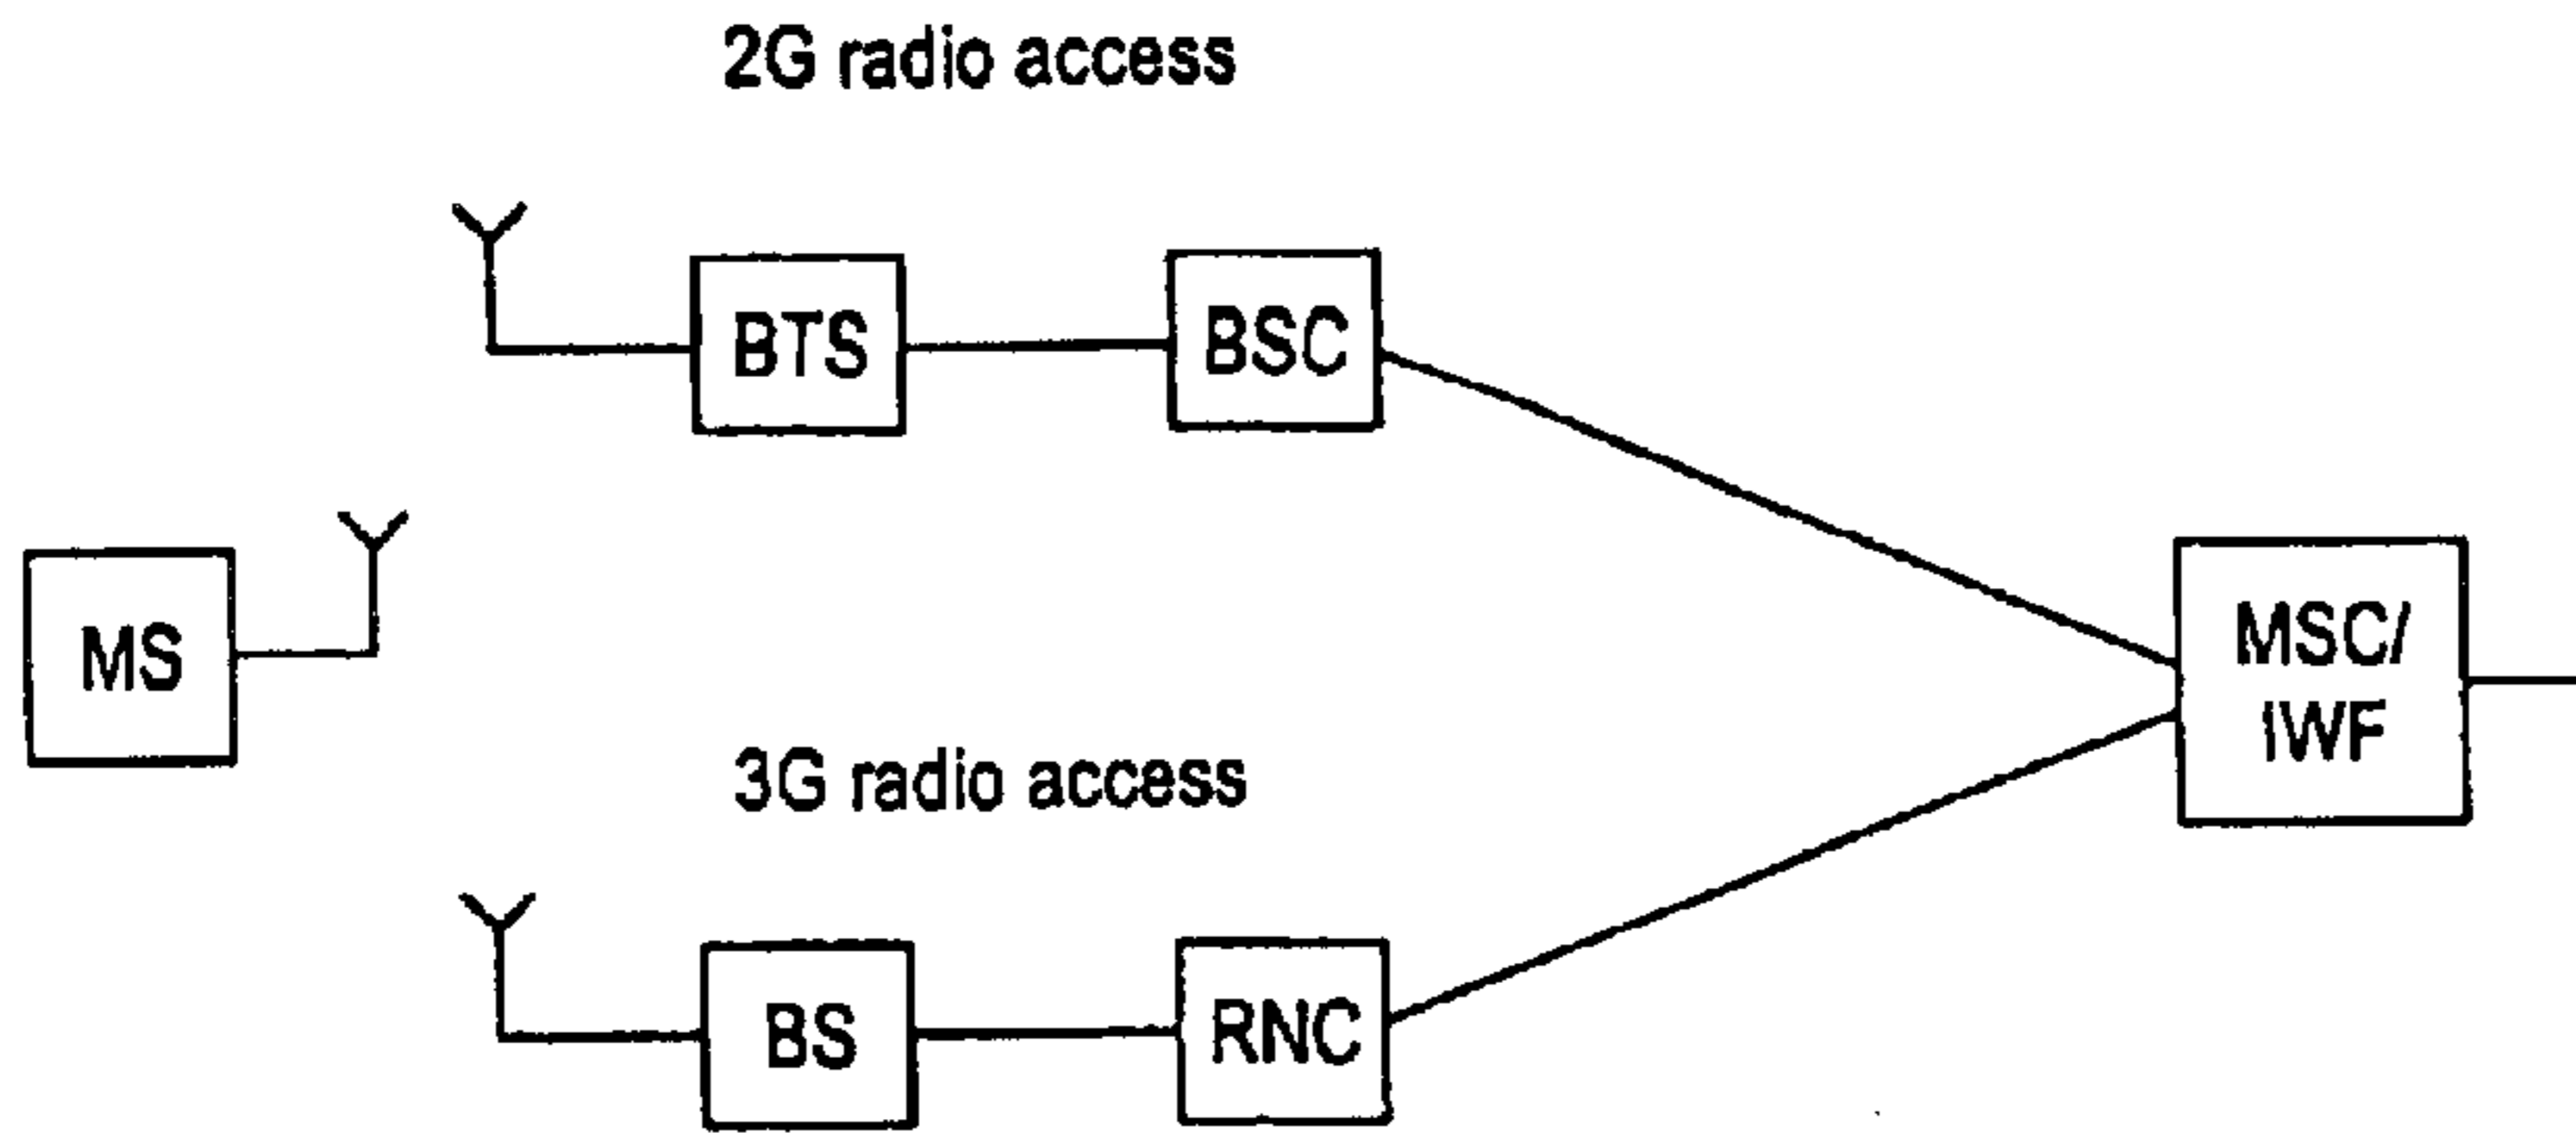 2G radio access
BTS
BSC
MS
MSC/
IWF
3G radio access
BS
RNC